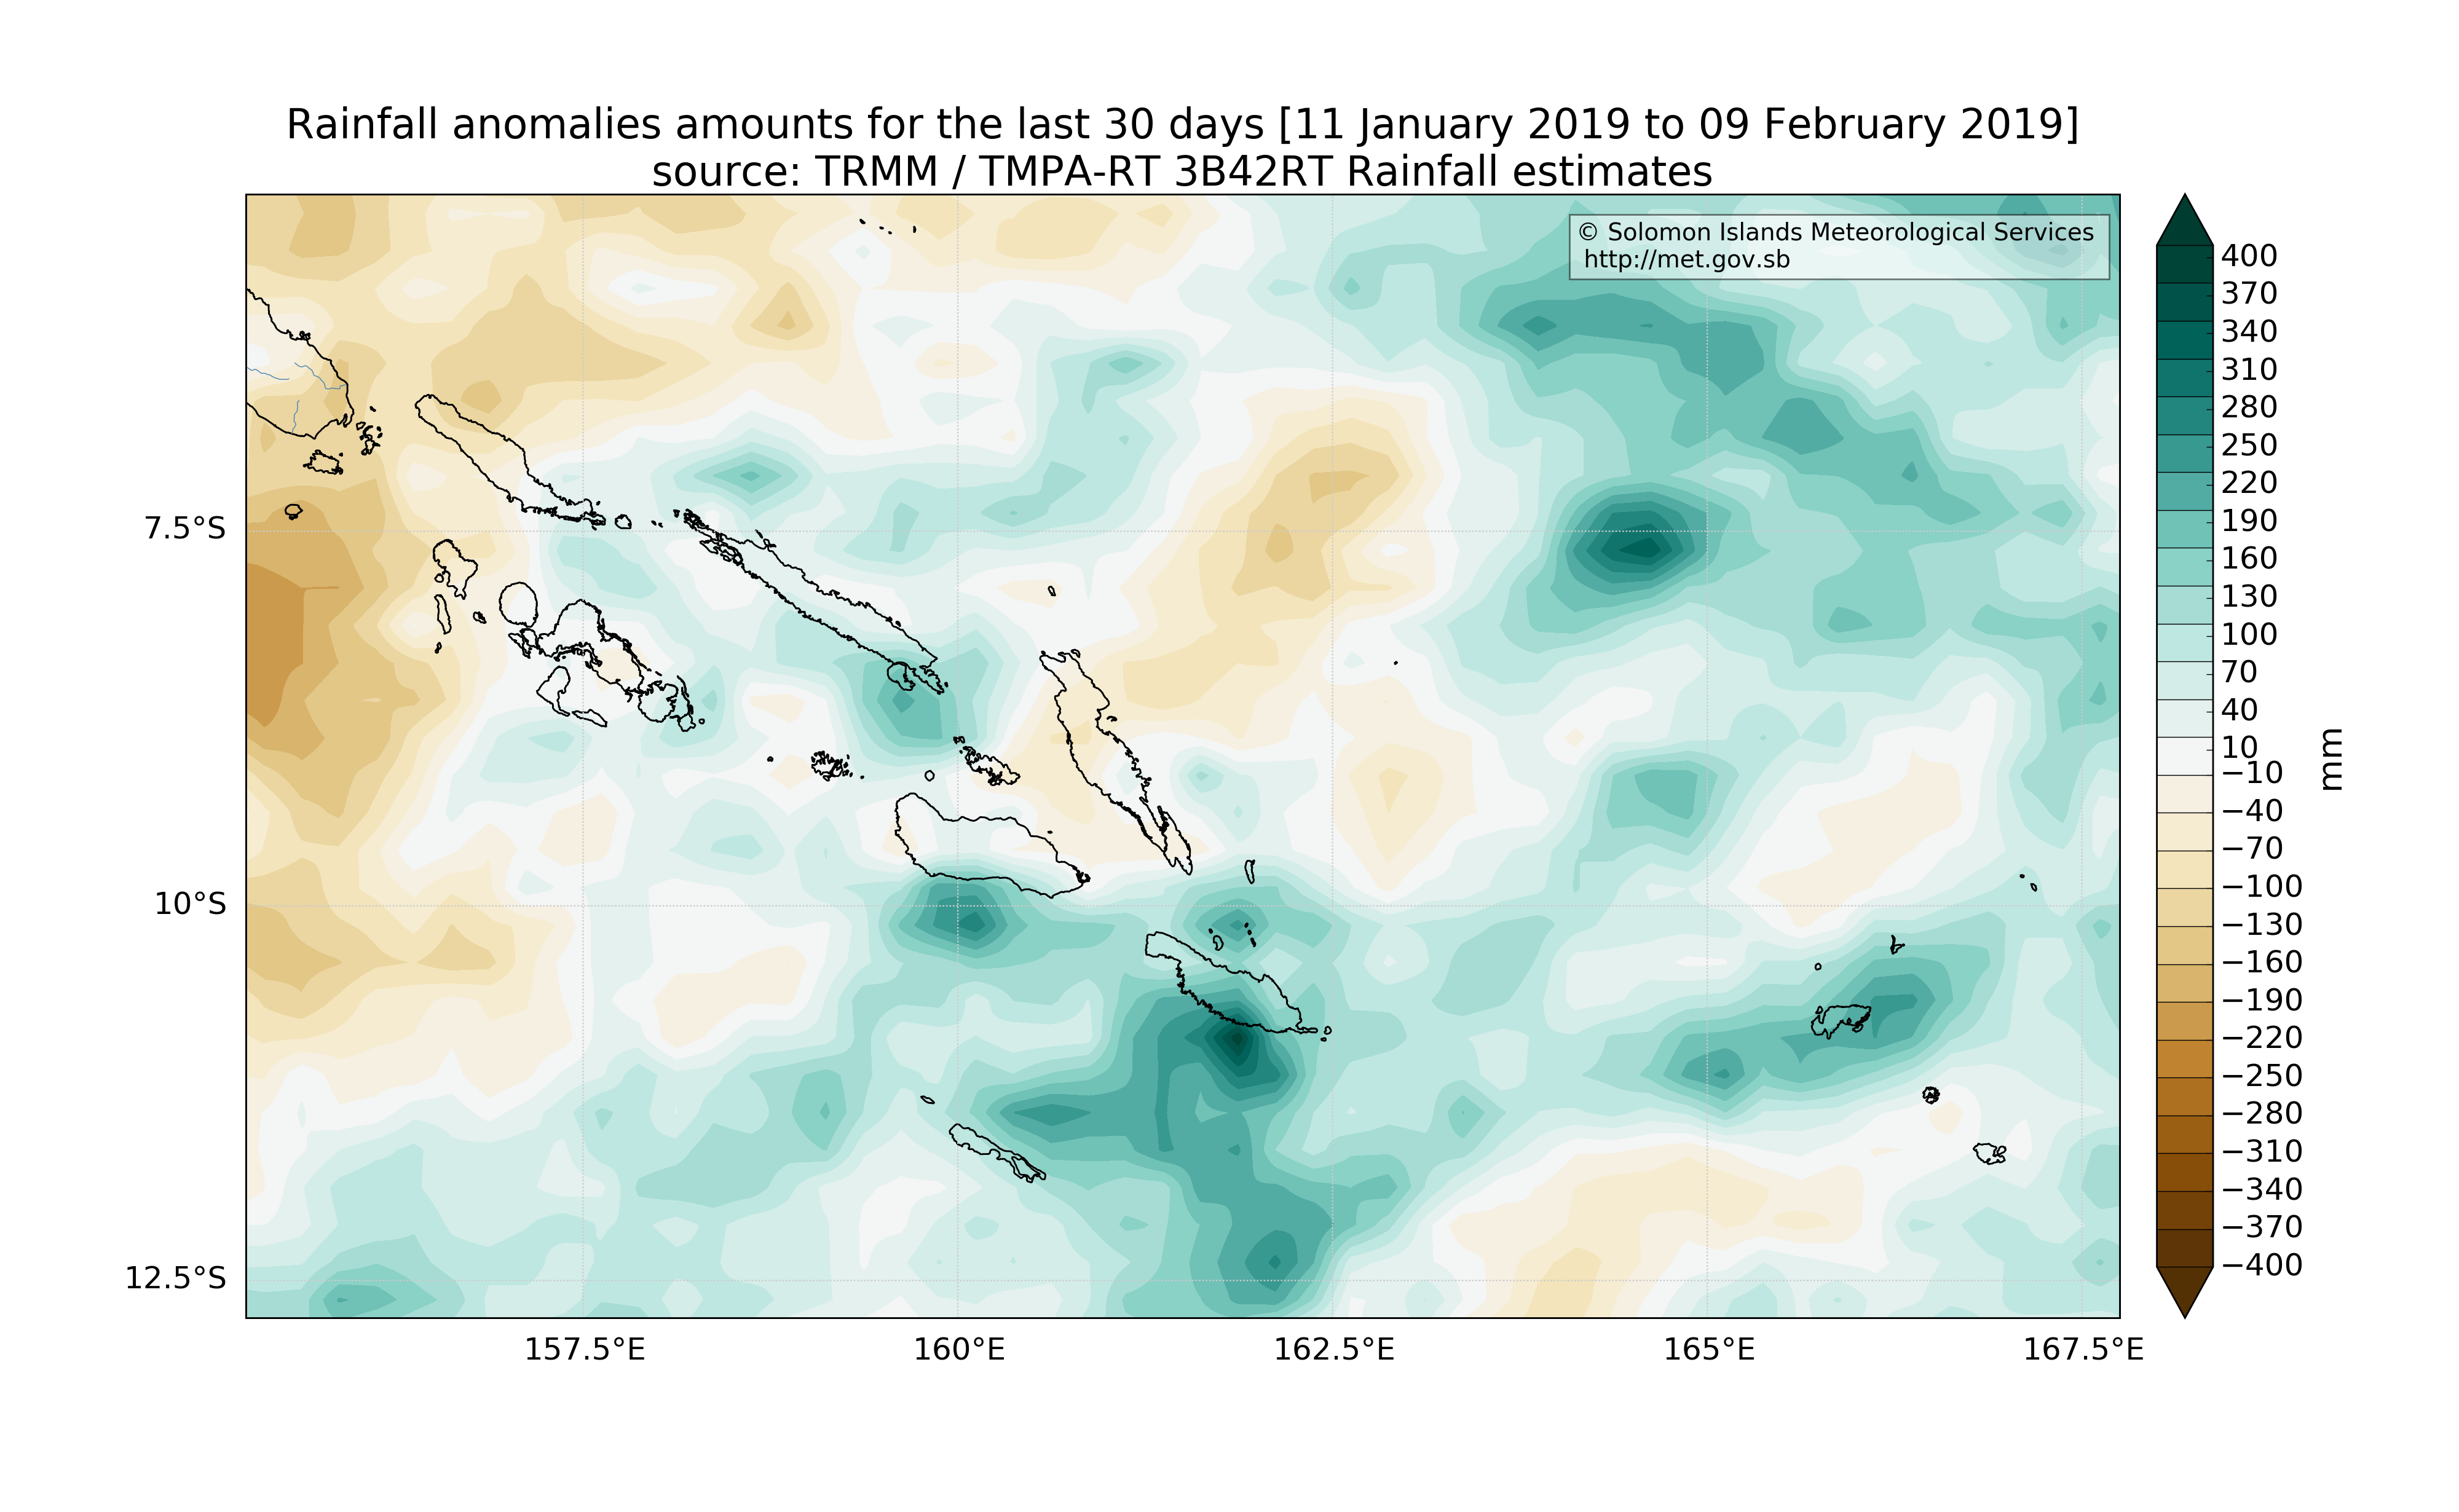 Rainfall anomalies amounts for the last 30 days [11 January 2019 to 09 February 2019]
source: TRMM / TMPA-RT 3B42RT Rainfall estimates
© Solomon Islands Meteorological Services
http://met.gov.sb
7.5°S
10°S
12.5°S
157.5°E
160°E
162.5°E
165°E
167.5°E
400
370
340
310
280
250
220
190
160
130
100
70
40
10
−10
−40
−70
−100
−130
−160
−190
−220
−250
−280
−310
−340
−370
−400
mm